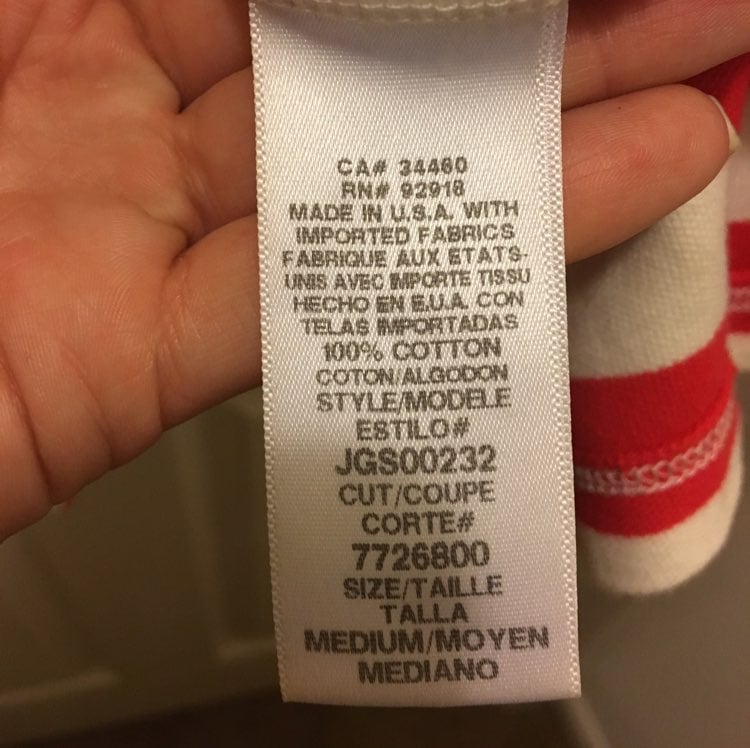 CA# 34460
RN# 92918
MADE IN U.S.A. WITH
IMPORTED FABRICS
FABRIQUE AUX ETATS-
UNIS AVEC IMPORTE TISSU
HECHO EN E.U.A. CON
TELAS IMPORTADAS
100% COTTON
COTON/ALGODON
STYLE/MODELE
ESTILO#
JGS00232
CUT/COUPE
CORTE#
7726800
SIZE/TAILLE
TALLA
MEDIUM/MOYEN
MEDIANO